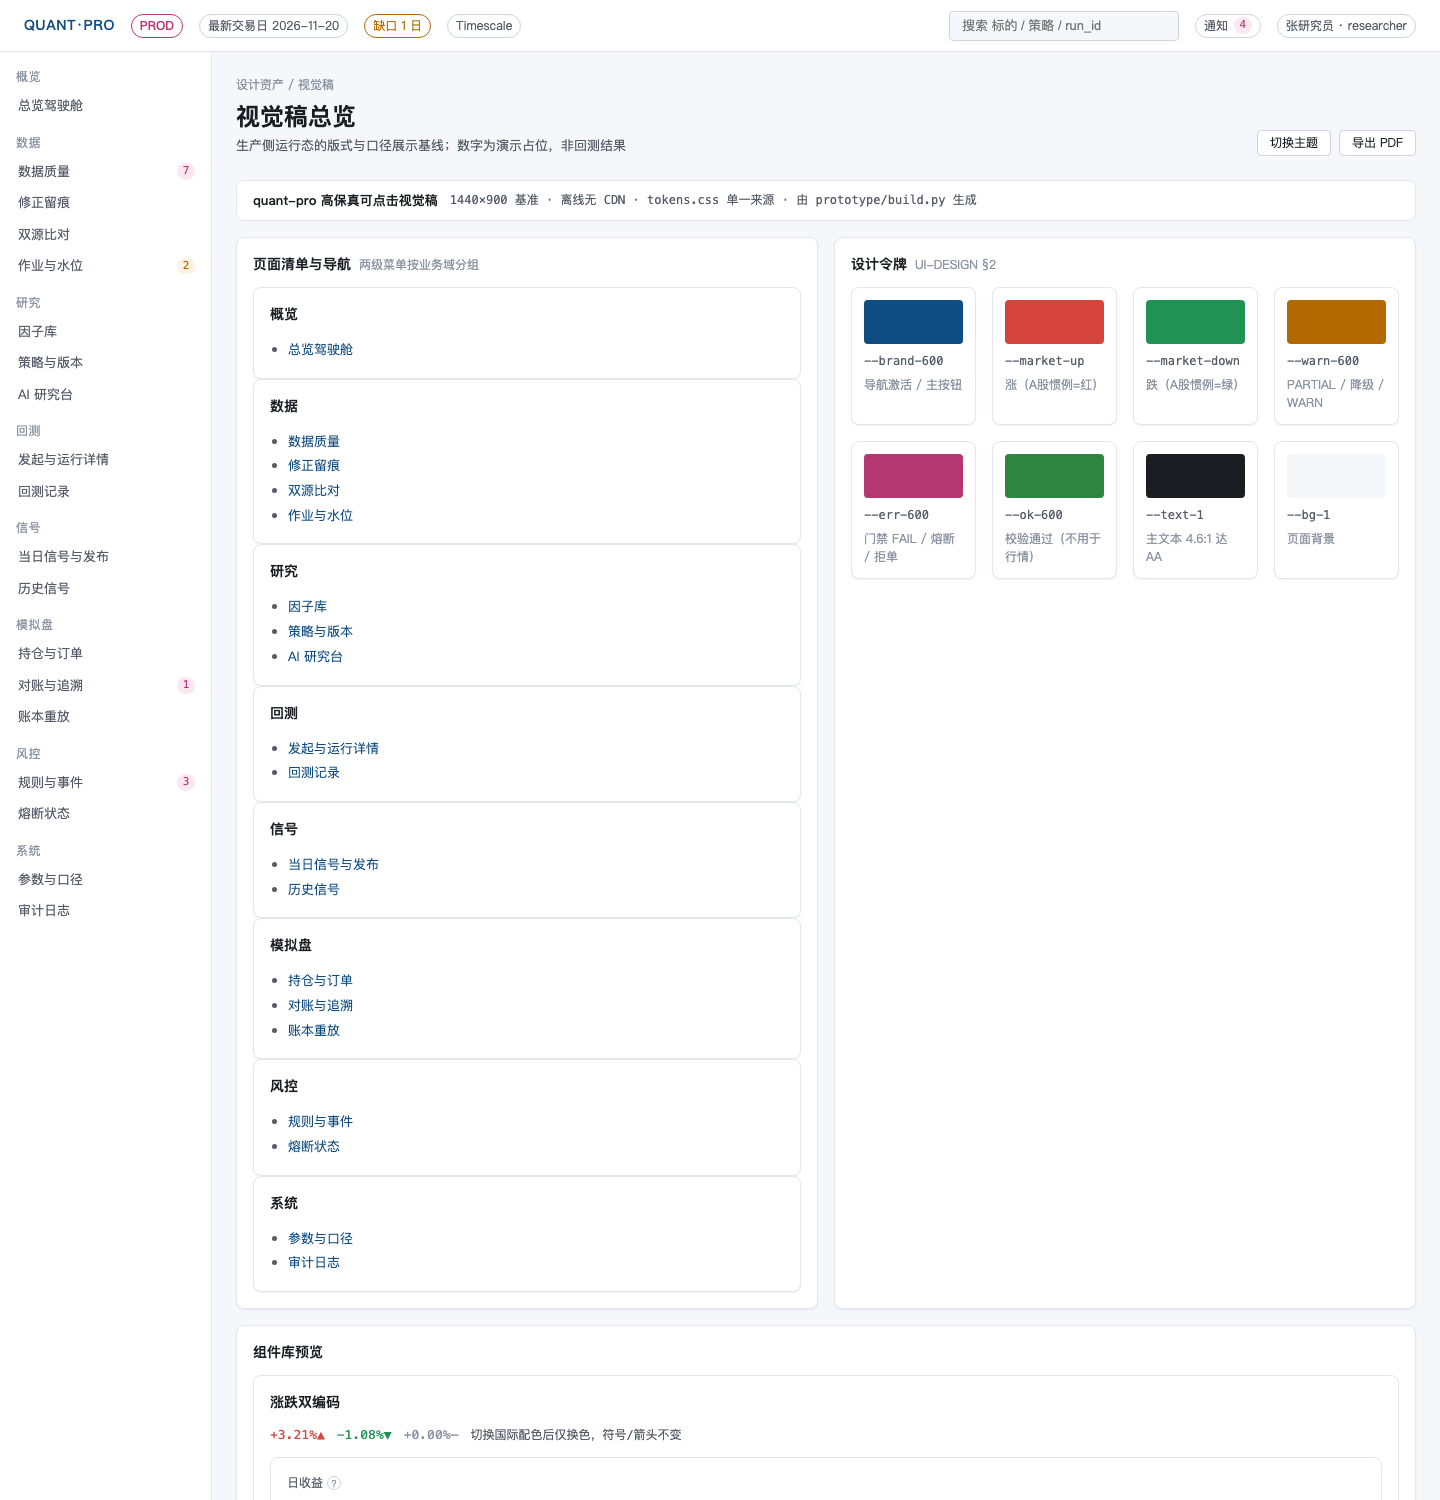 QUANT·PRO PROD 最新交易日 2026-11-20 缺口 1 日 Timescale 搜索 标的 / 策略 / run_id 通知 4 张研究员 · researcher
概览
总览驾驶舱
数据
数据质量 7
修正留痕
双源比对
作业与水位 2
研究
因子库
策略与版本
AI 研究台
回测
发起与运行详情
回测记录
信号
当日信号与发布
历史信号
模拟盘
持仓与订单
对账与追溯 1
账本重放
风控
规则与事件 3
熔断状态
系统
参数与口径
审计日志
设计资产 / 视觉稿
视觉稿总览
生产侧运行态的版式与口径展示基线；数字为演示占位，非回测结果
切换主题 导出 PDF
quant-pro 高保真可点击视觉稿 1440×900 基准 · 离线无 CDN · tokens.css 单一来源 · 由 prototype/build.py 生成
页面清单与导航 两级菜单按业务域分组
概览
总览驾驶舱
数据
数据质量
修正留痕
双源比对
作业与水位
研究
因子库
策略与版本
AI 研究台
回测
发起与运行详情
回测记录
信号
当日信号与发布
历史信号
模拟盘
持仓与订单
对账与追溯
账本重放
风控
规则与事件
熔断状态
系统
参数与口径
审计日志
设计令牌 UI-DESIGN §2
--brand-600
导航激活 / 主按钮
--market-up
涨（A股惯例=红）
--market-down
跌（A股惯例=绿）
--warn-600
PARTIAL / 降级 /
WARN
--err-600
门禁 FAIL / 熔断
/ 拒单
--ok-600
校验通过（不用于
行情）
--text-1
主文本 4.6:1 达
AA
--bg-1
页面背景
组件库预览
涨跌双编码
+3.21%▲ -1.08%▼ +0.00%— 切换国际配色后仅换色，符号/箭头不变
日收益 ?